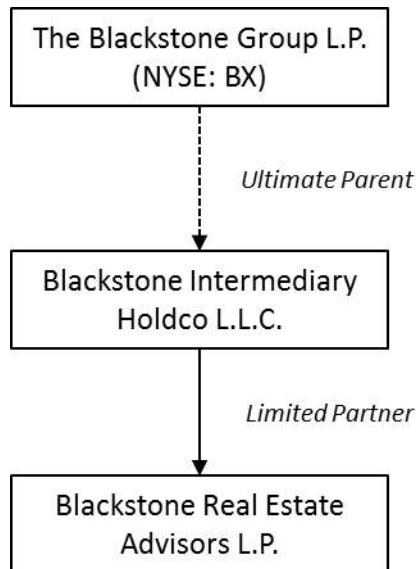 The Blackstone Group L.P.
(NYSE: BX)
Ultimate Parent
Blackstone Intermediary
Holdco L.L.C.
Limited Partner
Blackstone Real Estate
Advisors L.P.